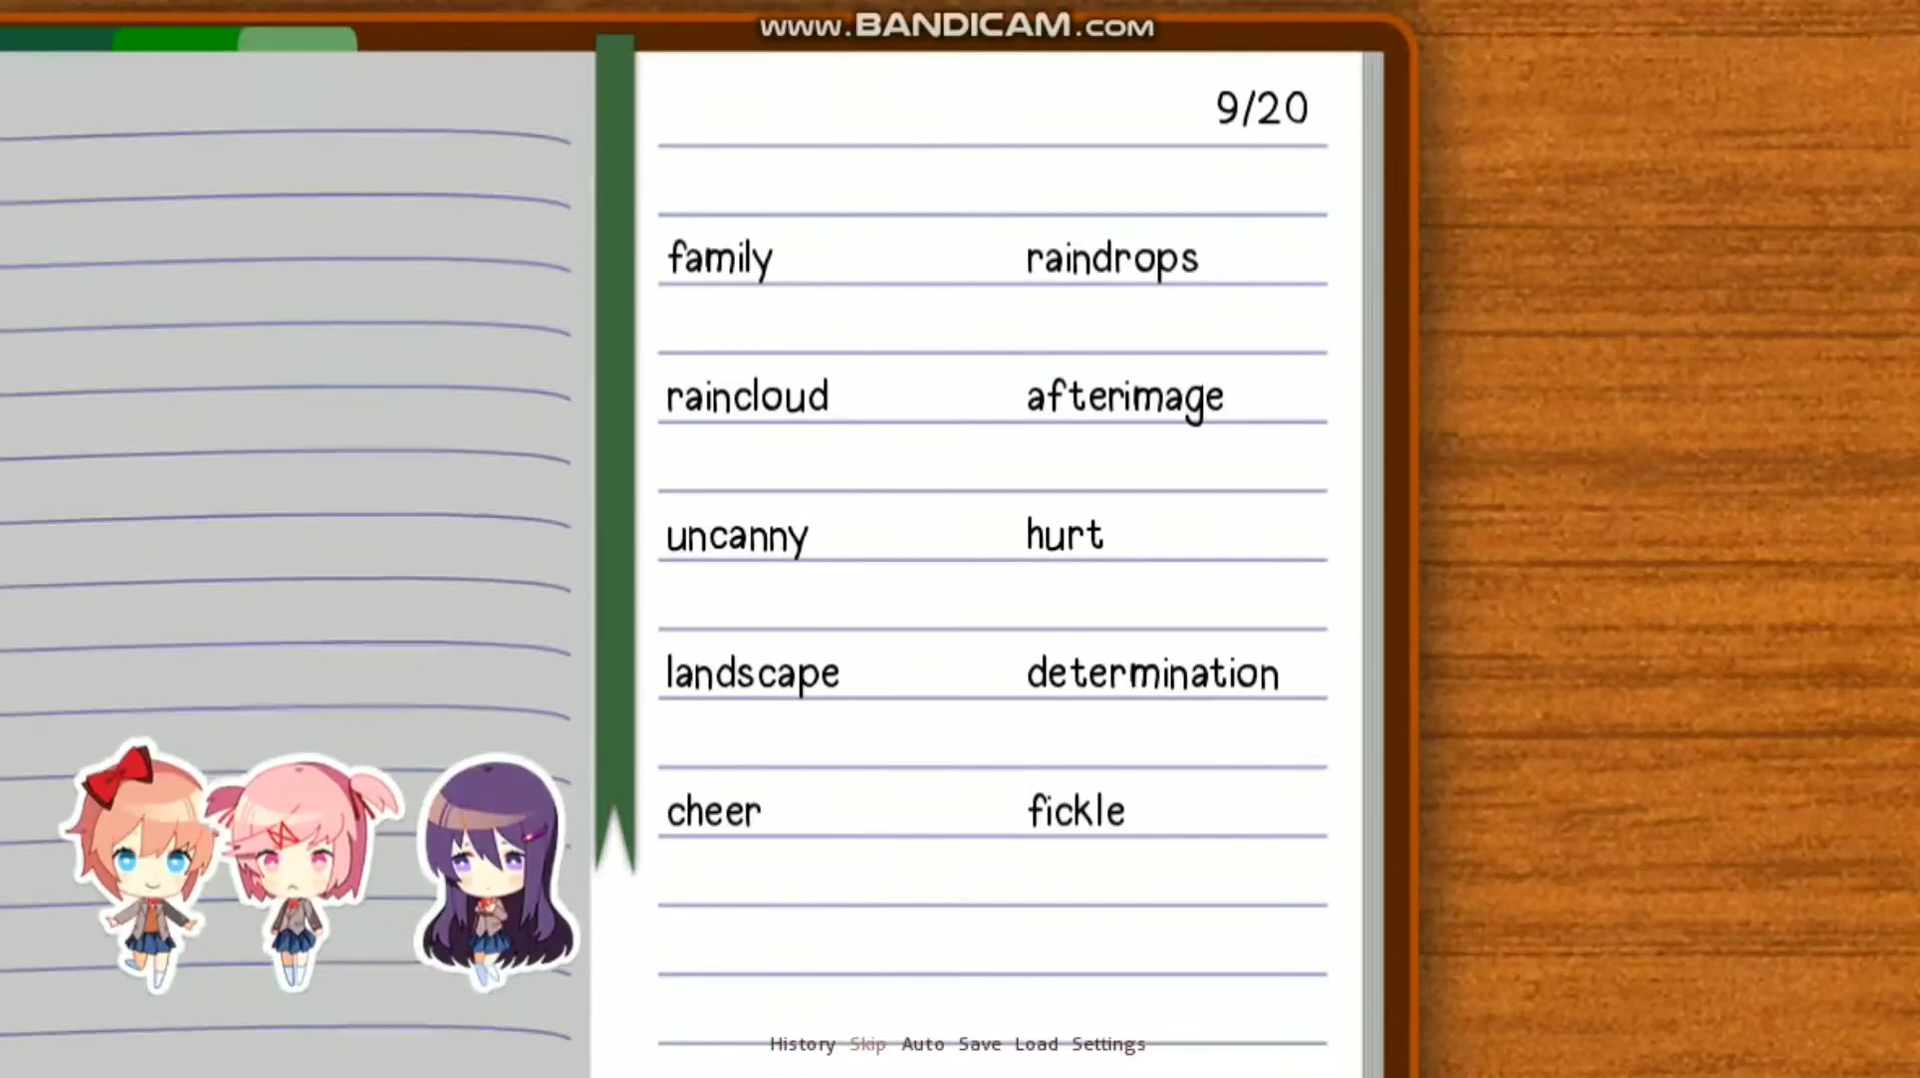 www.BANDICAM.com
9/20
family raindrops
raincloud afterimage
uncanny hurt
landscape determination
cheer fickle
History Skip Auto Save Load Settings